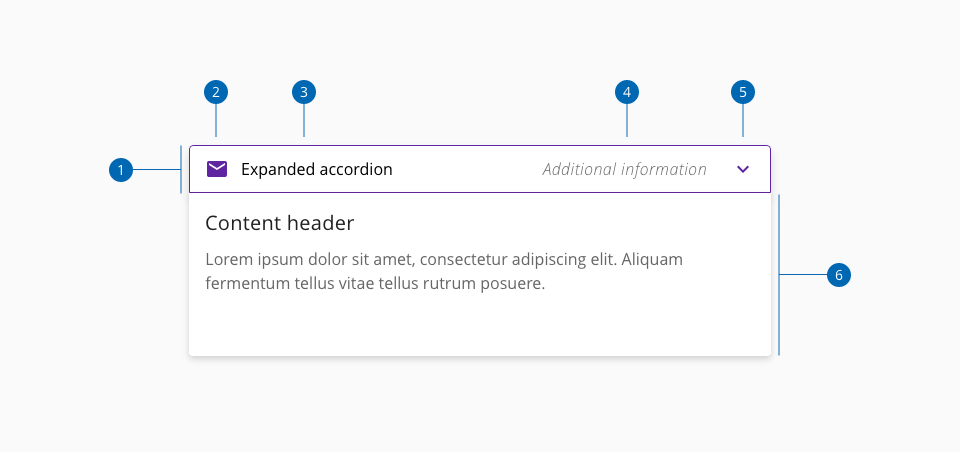 2 3 4 5
1 Expanded accordion Additional information
Content header
Lorem ipsum dolor sit amet, consectetur adipiscing elit. Aliquam
6
fermentum tellus vitae tellus rutrum posuere.